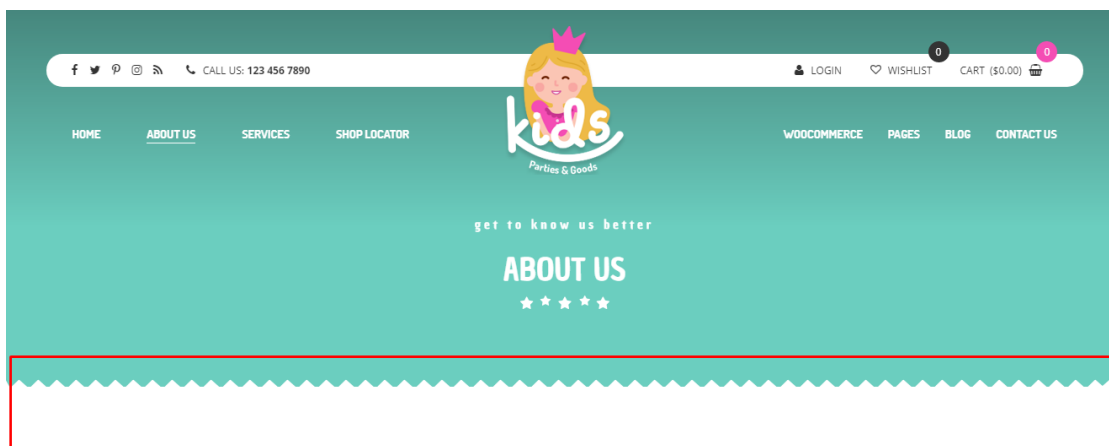 CALL US: 123 456 7890
LOGIN
WISHLIST
0
CART ($0.00)
0
HOME
ABOUT US
SERVICES
SHOP LOCATOR
kids
Parties & Goods
WOOCOMMERCE
PAGES
BLOG
CONTACT US
get to know us better
ABOUT US